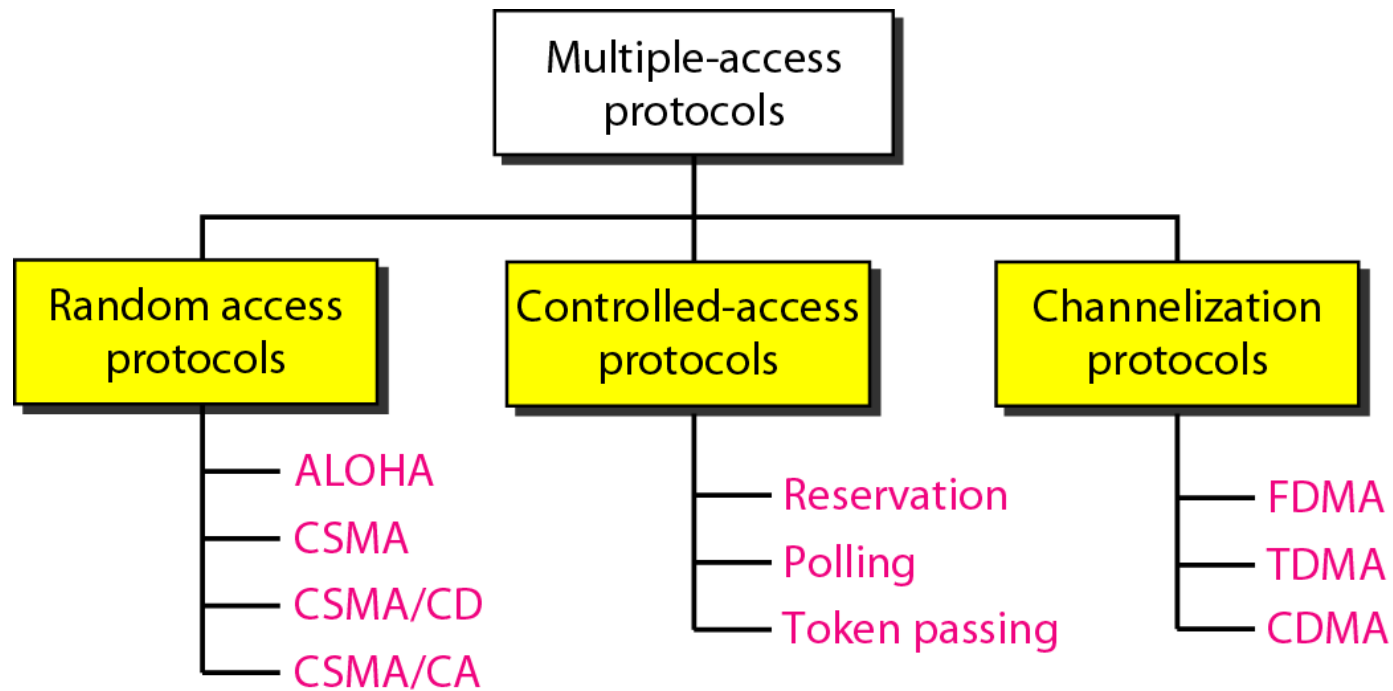 Multiple-access
protocols
Random access
protocols
Controlled-access
protocols
Channelization
protocols
ALOHA
CSMA
CSMA/CD
CSMA/CA
Reservation
Polling
Token passing
FDMA
TDMA
CDMA